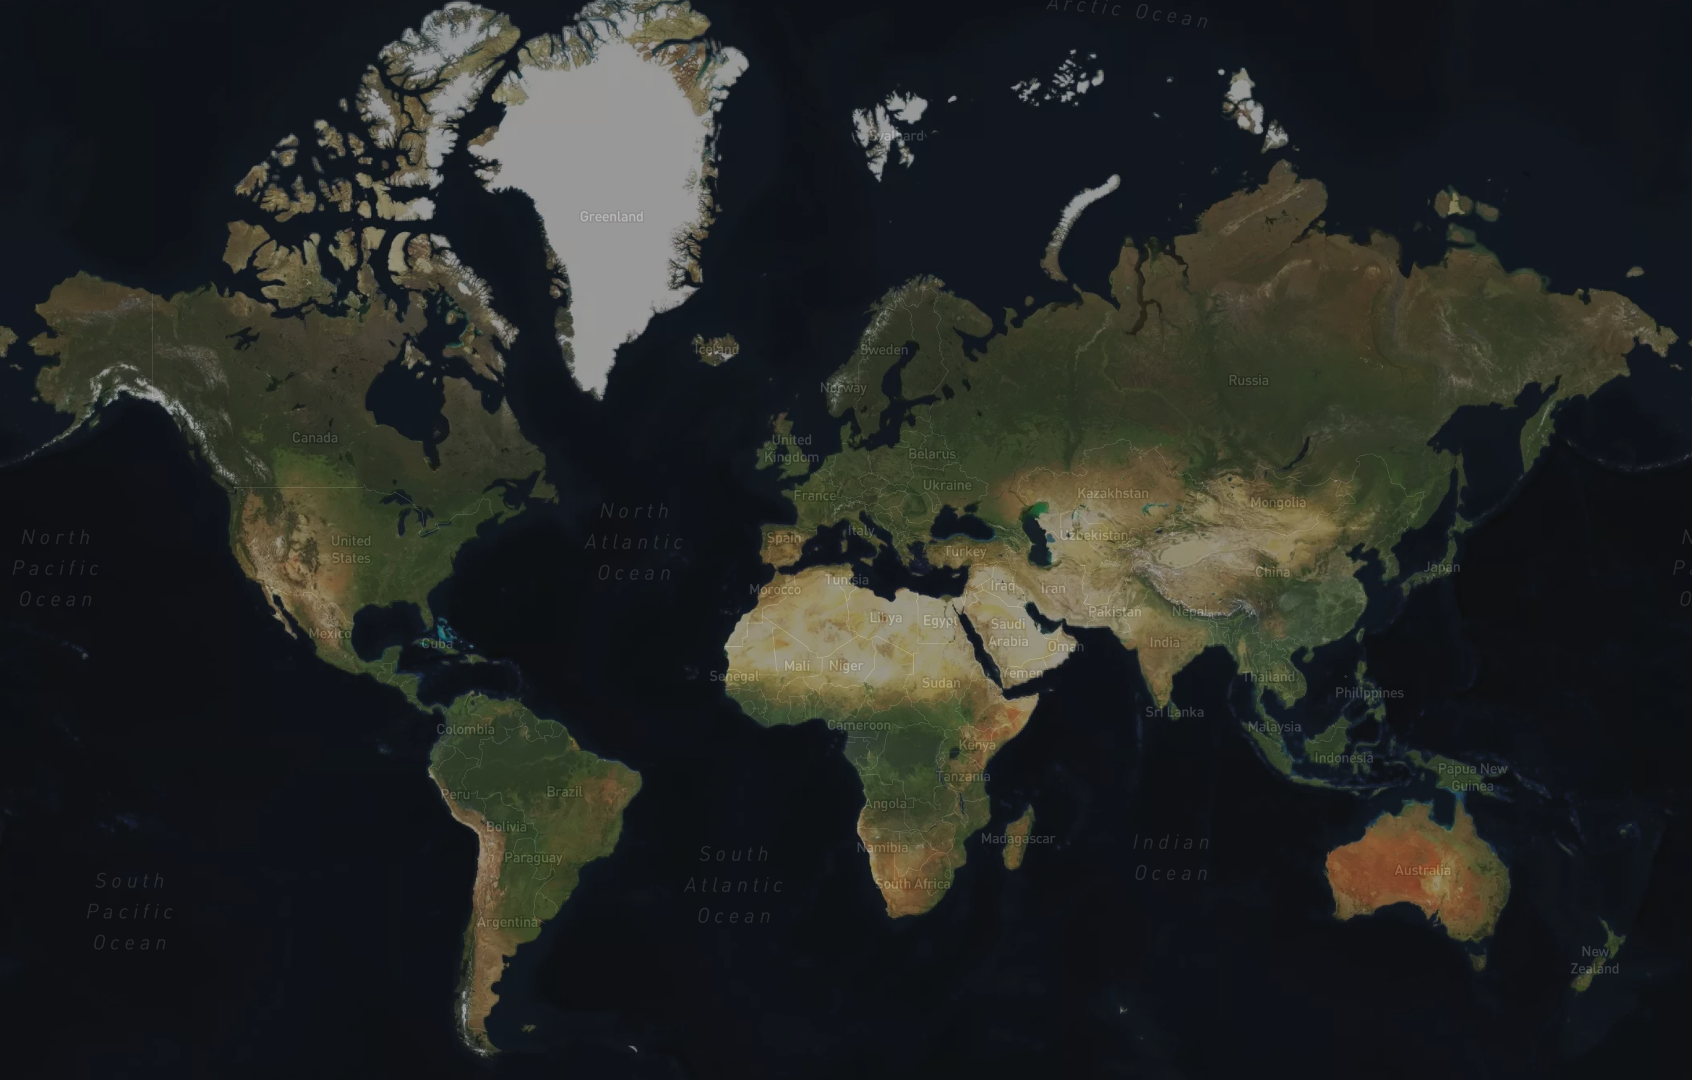 Arctic Ocean
Svalbard
Greenland
Iceland
Sweden
Norway
Russia
Canada
United
Kingdom
Belarus
Ukraine
France
Kazakhstan
Mongolia
North
Pacific
Ocean
United
States
North
Atlantic
Ocean
Spain
Italy
Turkey
Uzbekistan
China
Japan
Morocco
Tunisia
Iraq
Iran
Pakistan
Nepal
Mexico
Cuba
Libya
Egypt
Saudi
Arabia
Oman
India
Senegal
Mali
Niger
Sudan
Yemen
Thailand
Philippines
Colombia
Cameroon
Kenya
Sri Lanka
Malaysia
Indonesia
Papua New
Guinea
Peru
Brazil
Tanzania
Angola
Bolivia
Paraguay
Namibia
Madagascar
South
Pacific
Ocean
South
Atlantic
Ocean
Indian
Ocean
South Africa
Australia
Argentina
New
Zealand